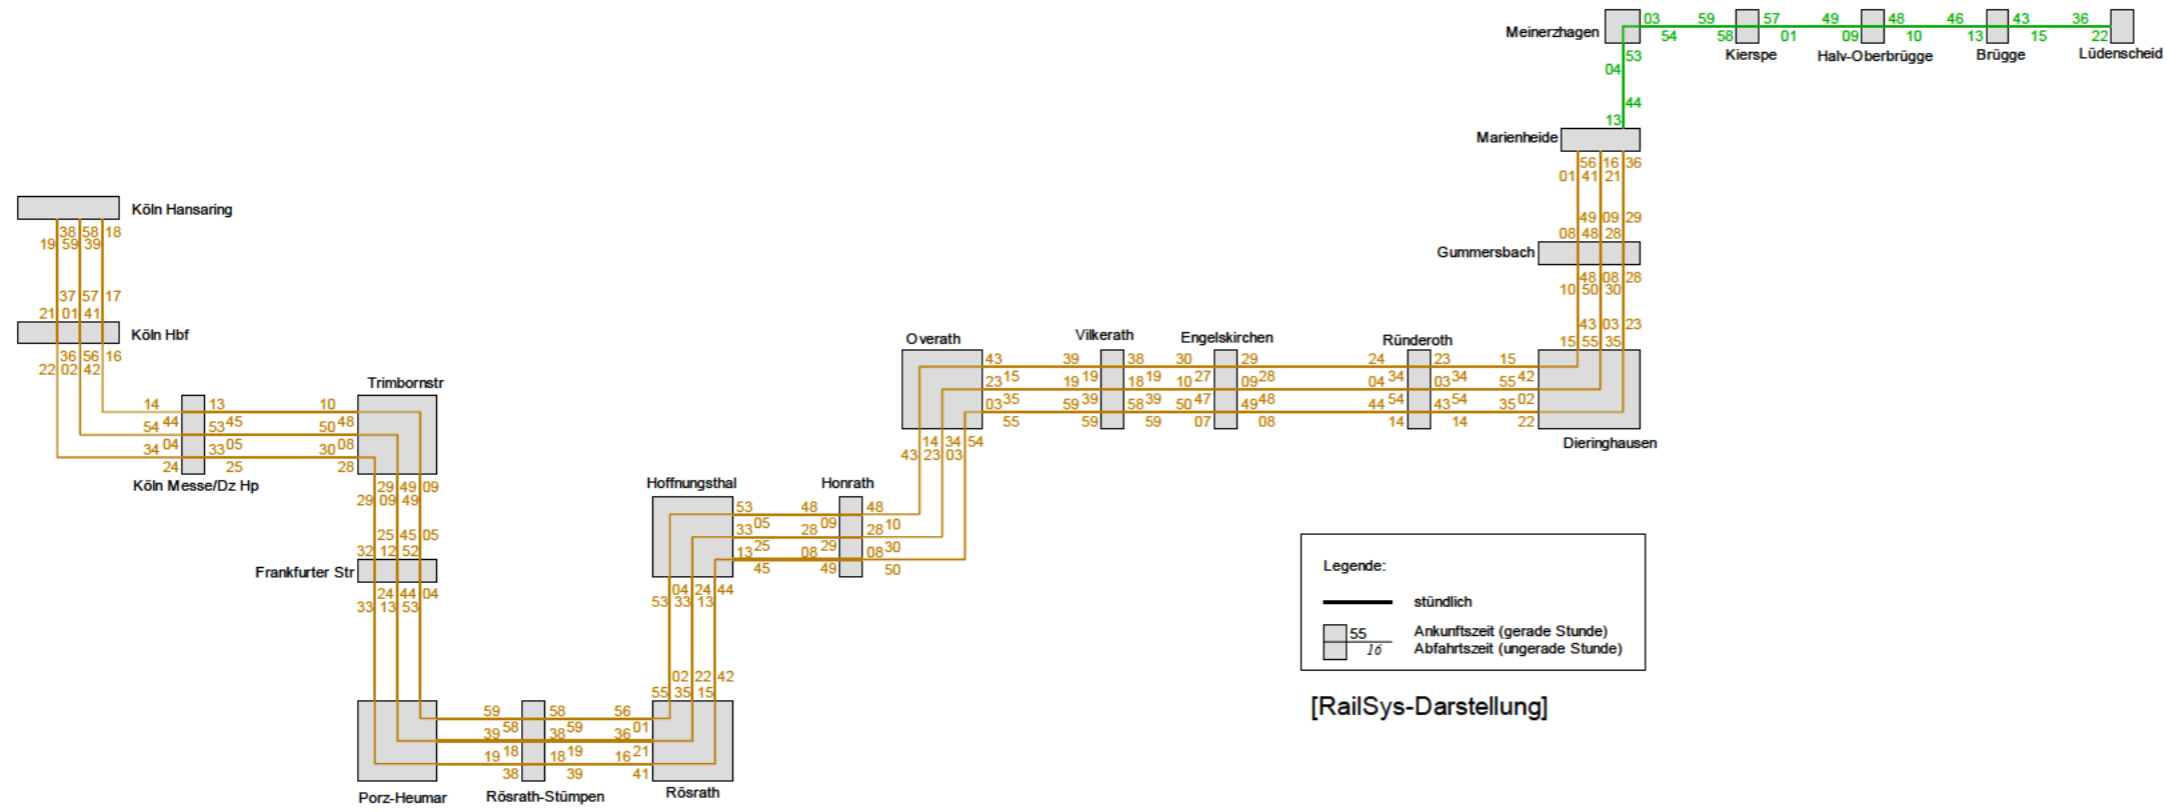 03 59 57 49 48 46 43 36
Meinerzhagen
54 58 01 09 10 13 15 22
Kierspe Halv-Oberbrügge Brügge Lüdenscheid
53
04
44
13
Marienheide
56 16 36
01 41 21
49 09 29
08 48 28
Gummersbach
48 08 28
10 50 30
43 03 23
15 55 35
Köln Hansaring
38 58 18
19 59 39
37 57 17
21 01 41
Köln Hbf
36 56 16
22 02 42
Trimbornstr
14 13 10
44 45 48
54 53 50
04 05 08
34 33 30
24 25 28
Köln Messe/Dz Hp
29 49 09
29 09 49
25 45 05
32 12 52
Frankfurter Str
24 44 04
33 13 53
Porz-Heumar
59 58 56
58 59 01
39 38 36
18 19 21
19 18 16
38 39 41
Rösrath-Stümpen
Rösrath
02 22 42
55 35 15
04 24 44
53 33 13
Hoffnungsthal
Honrath
53 48 48
05 09 10
33 28 28
25 29 30
13 08 08
45 49 50
14 34 54
43 23 03
Overath
Vilkerath
Engelskirchen
Ründeroth
43 39 38 30 29 24 23 15
15 19 19 27 28 34 34 42
23 19 18 10 09 04 03 55
35 39 39 47 48 54 54 02
03 59 58 50 49 44 43 35
55 59 59 07 08 14 14 22
Dieringhausen
Legende:
stündlich
55 Ankunftszeit (gerade Stunde)
16 Abfahrtszeit (ungerade Stunde)
[RailSys-Darstellung]